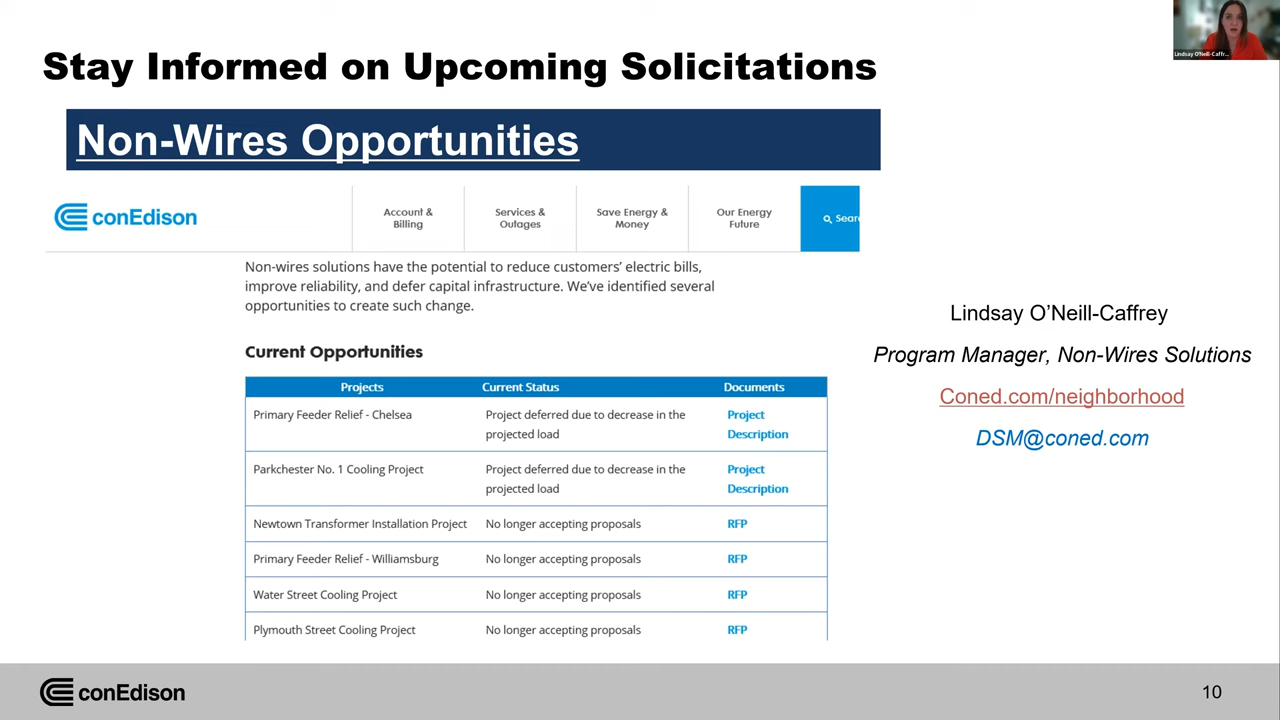 Stay Informed on Upcoming Solicitations
Lindsay O'Neill-Caffr...
Non-Wires Opportunities
conEdison
Account &
Billing
Services &
Outages
Save Energy &
Money
Our Energy
Future
Sear
Non-wires solutions have the potential to reduce customers’ electric bills,
improve reliability, and defer capital infrastructure. We’ve identified several
opportunities to create such change.
Current Opportunities
Projects Current Status Documents
Primary Feeder Relief - Chelsea Project deferred due to decrease in the Project
projected load Description
Parkchester No. 1 Cooling Project Project deferred due to decrease in the Project
projected load Description
Newtown Transformer Installation Project No longer accepting proposals RFP
Primary Feeder Relief - Williamsburg No longer accepting proposals RFP
Water Street Cooling Project No longer accepting proposals RFP
Plymouth Street Cooling Project No longer accepting proposals RFP
Lindsay O’Neill-Caffrey
Program Manager, Non-Wires Solutions
Coned.com/neighborhood
DSM@coned.com
conEdison
10